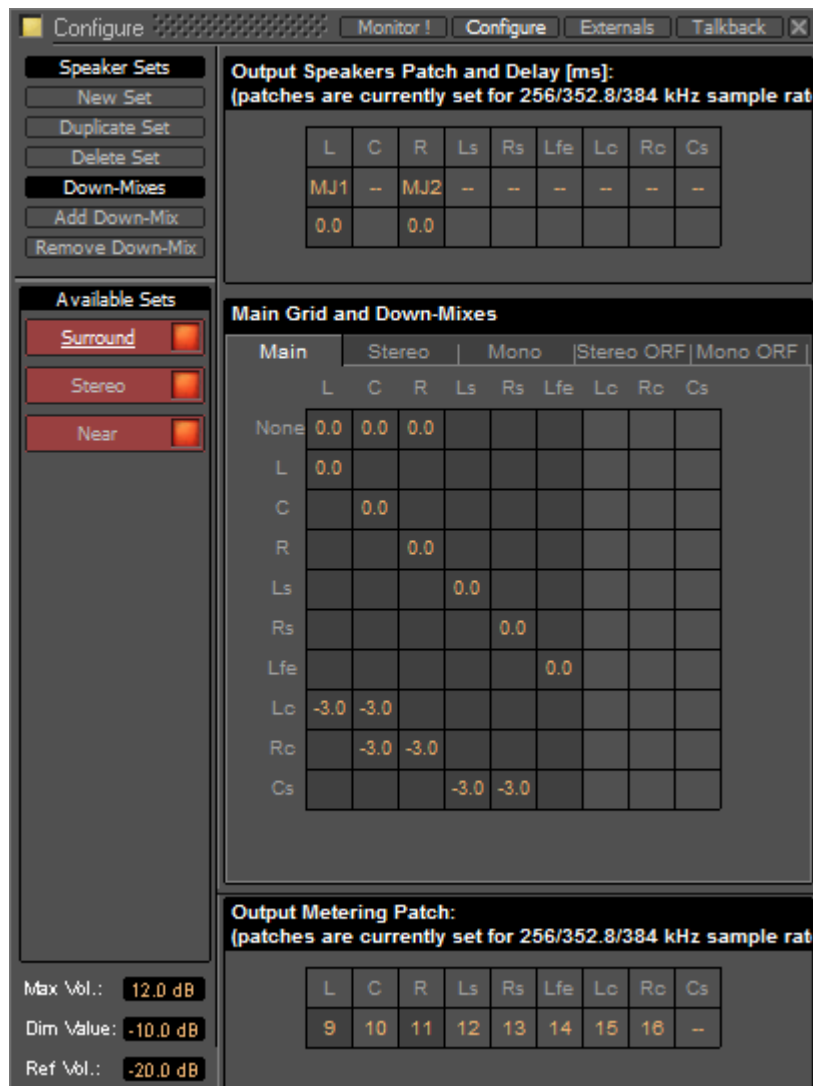 Configure Monitor ! Configure Externals Talkback X
Speaker Sets
New Set
Duplicate Set
Delete Set
Down-Mixes
Add Down-Mix
Remove Down-Mix
Available Sets
Surround
Stereo
Near
Max Vol.: 12.0 dB
Dim Value: -10.0 dB
Ref Vol.: -20.0 dB
Output Speakers Patch and Delay [ms]:
(patches are currently set for 256/352.8/384 kHz sample rat
L C R Ls Rs Lfe Lc Rc Cs
MJ1 -- MJ2 -- -- -- -- -- --
0.0 0.0
Main Grid and Down-Mixes
Main Stereo | Mono |Stereo ORF|Mono ORF |
L C R Ls Rs Lfe Lc Rc Cs
None 0.0 0.0 0.0
L 0.0
C 0.0
R 0.0
Ls 0.0
Rs 0.0
Lfe 0.0
Lc -3.0 -3.0
Rc -3.0 -3.0
Cs -3.0 -3.0
Output Metering Patch:
(patches are currently set for 256/352.8/384 kHz sample rat
L C R Ls Rs Lfe Lc Rc Cs
9 10 11 12 13 14 15 16 --